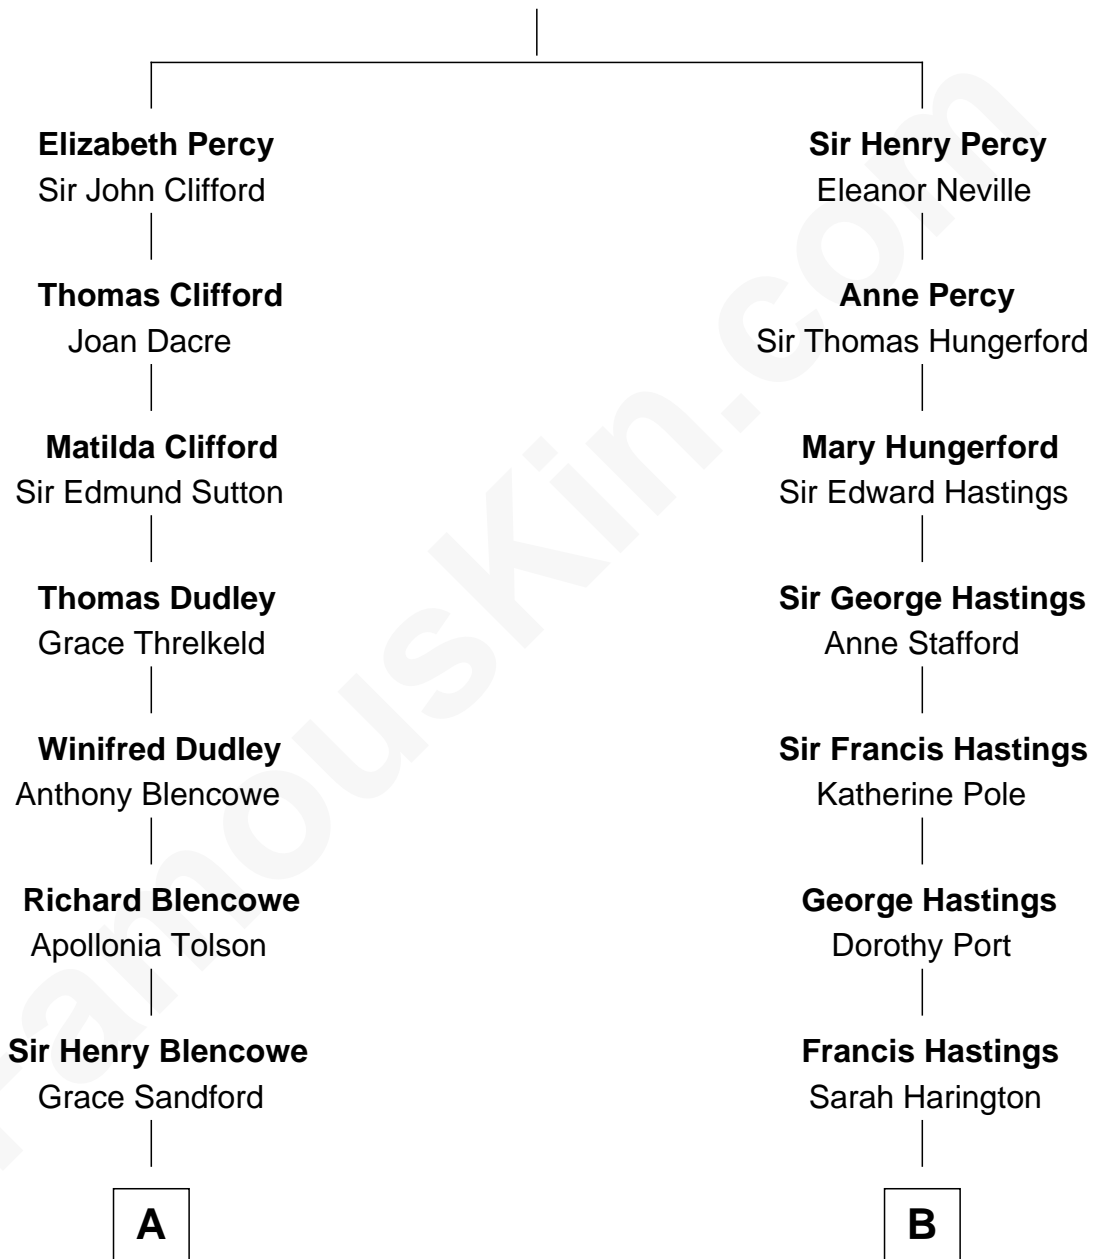 Elizabeth Percy
Sir John Clifford
Thomas Clifford
Joan Dacre
Matilda Clifford
Sir Edmund Sutton
Thomas Dudley
Grace Threlkeld
Winifred Dudley
Anthony Blencowe
Richard Blencowe
Apollonia Tolson
Sir Henry Blencowe
Grace Sandford
A
Sir Henry Percy
Eleanor Neville
Anne Percy
Sir Thomas Hungerford
Mary Hungerford
Sir Edward Hastings
Sir George Hastings
Anne Stafford
Sir Francis Hastings
Katherine Pole
George Hastings
Dorothy Port
Francis Hastings
Sarah Harington
B
FamousKin.com